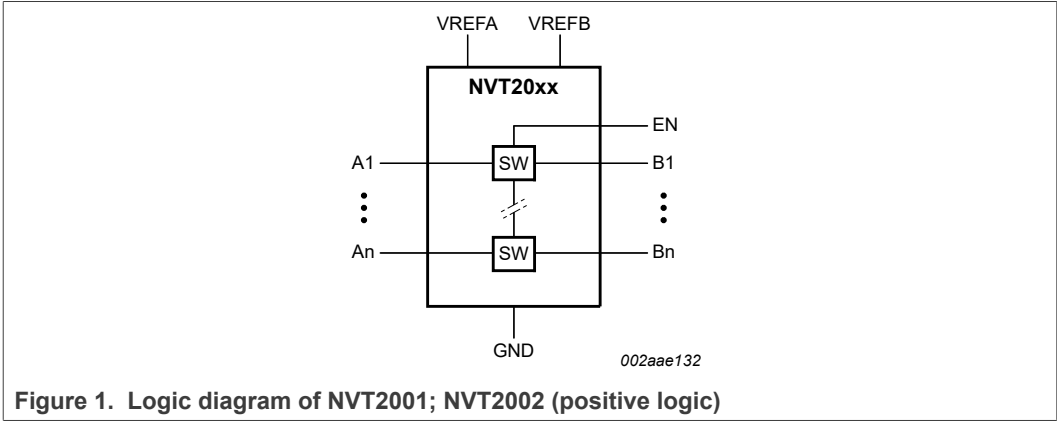 VREFA VREFB
NVT20xx
EN
A1 SW B1
An SW Bn
GND
002aae132
Figure 1. Logic diagram of NVT2001; NVT2002 (positive logic)